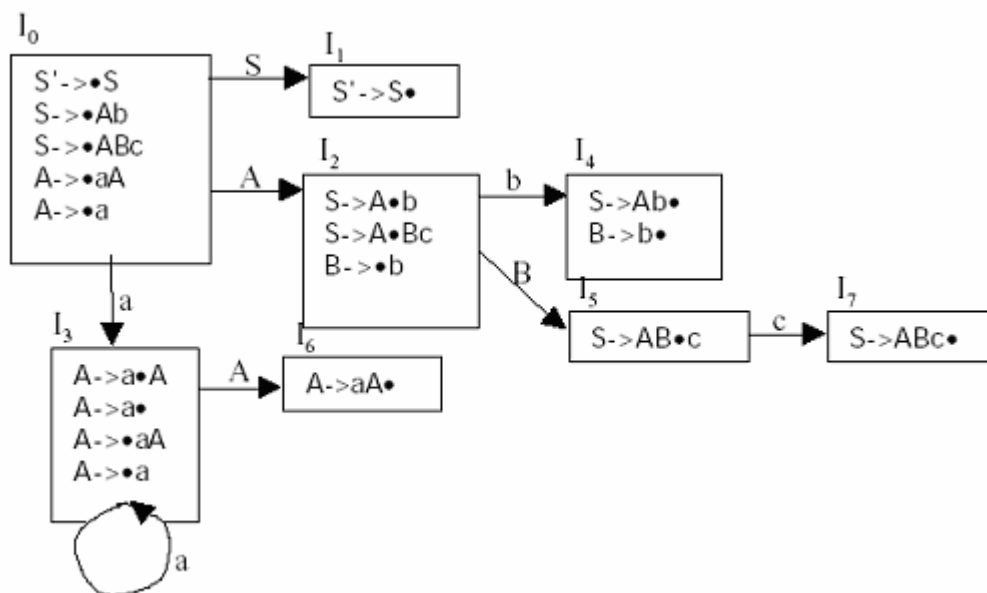 I₀
S'->•S
S->•Ab
S->•ABc
A->•aA
A->•a
S
I₁
S'->S•
A
I₂
S->A•b
S->A•Bc
B->•b
b
I₄
S->Ab•
B->b•
B
I₅
S->AB•c
c
I₇
S->ABc•
a
I₃
A->a•A
A->a•
A->•aA
A->•a
A
I₆
A->aA•
a